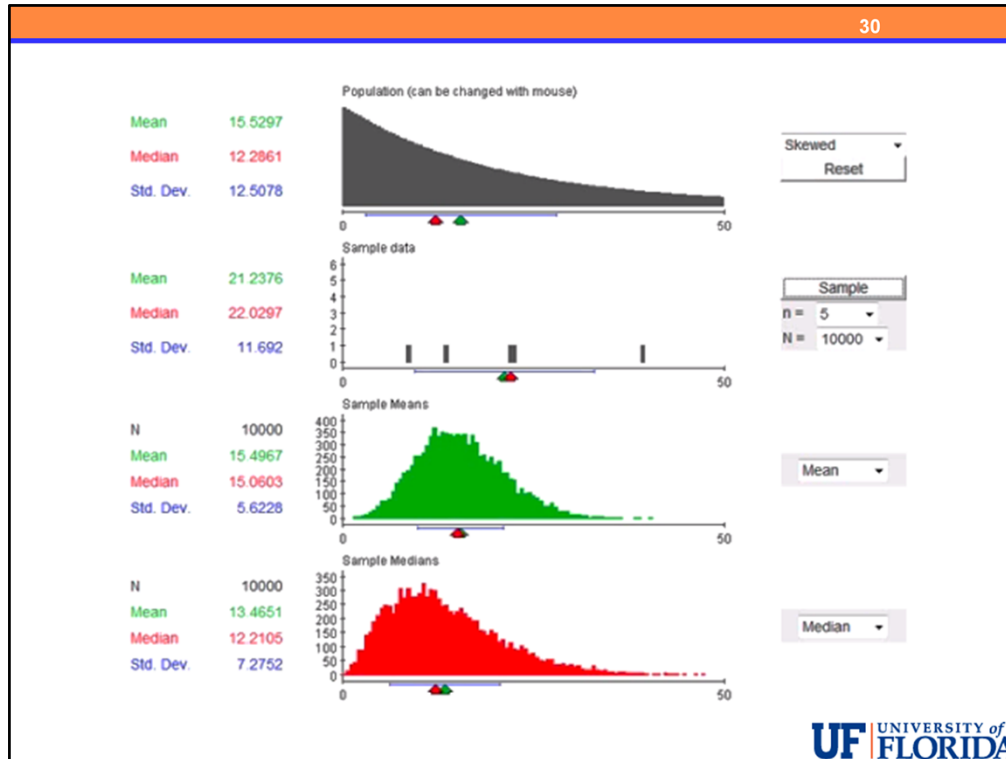 30
Population (can be changed with mouse)
Mean 15.5297
Median 12.2861
Std. Dev. 12.5078
0 50
Skewed
Reset
Sample data
Mean 21.2376
Median 22.0297
Std. Dev. 11.692
6
5
4
3
2
1
0
0 50
Sample
n = 5
N = 10000
Sample Means
N 10000
Mean 15.4967
Median 15.0603
Std. Dev. 5.6228
400
350
300
250
200
150
100
50
0
0 50
Mean
Sample Medians
N 10000
Mean 13.4651
Median 12.2105
Std. Dev. 7.2752
350
300
250
200
150
100
50
0
0 50
Median
UF UNIVERSITY of
FLORIDA